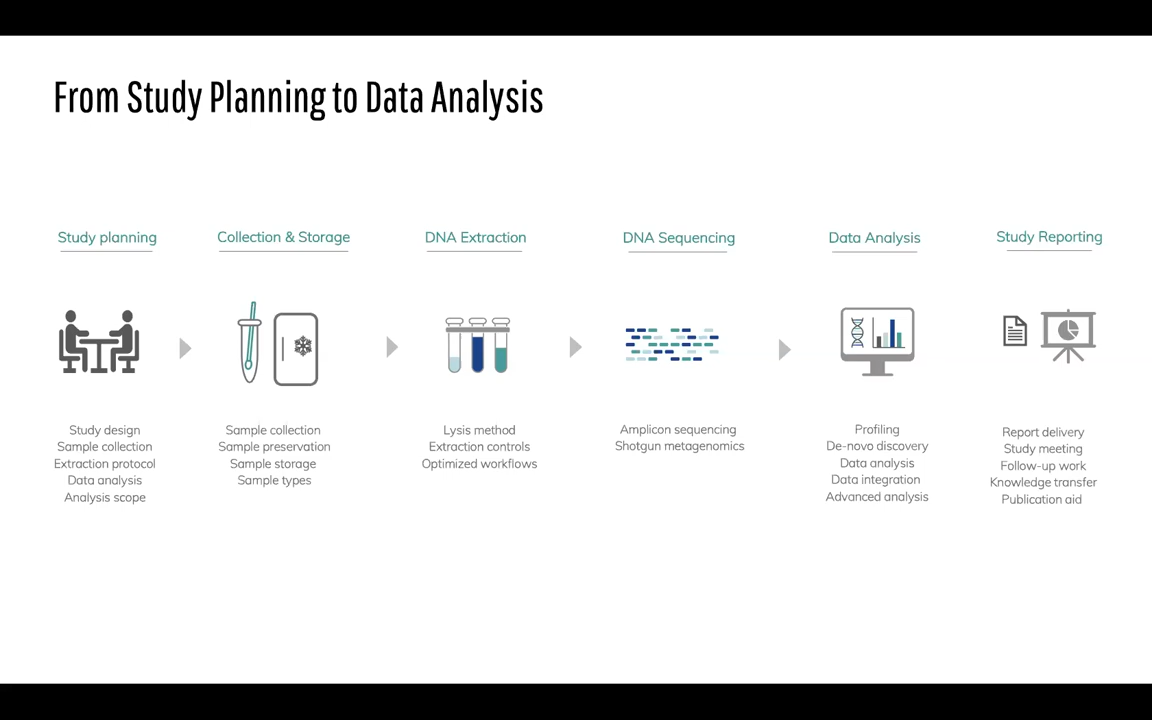 From Study Planning to Data Analysis
Study planning
Study design
Sample collection
Extraction protocol
Data analysis
Analysis scope
Collection & Storage
Sample collection
Sample preservation
Sample storage
Sample types
DNA Extraction
Lysis method
Extraction controls
Optimized workflows
DNA Sequencing
Amplicon sequencing
Shotgun metagenomics
Data Analysis
Profiling
De-novo discovery
Data analysis
Data integration
Advanced analysis
Study Reporting
Report delivery
Study meeting
Follow-up work
Knowledge transfer
Publication aid